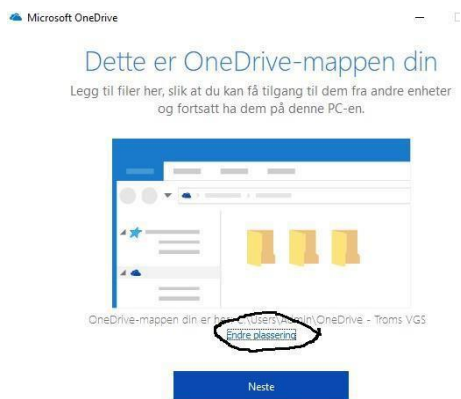 Microsoft OneDrive
Dette er OneDrive-mappen din
Legg til filer her, slik at du kan få tilgang til dem fra andre enheter
og fortsatt ha dem på denne PC-en.
OneDrive-mappen din er her: C:\Users\Admin\OneDrive - Troms VGS
Endre plassering
Neste